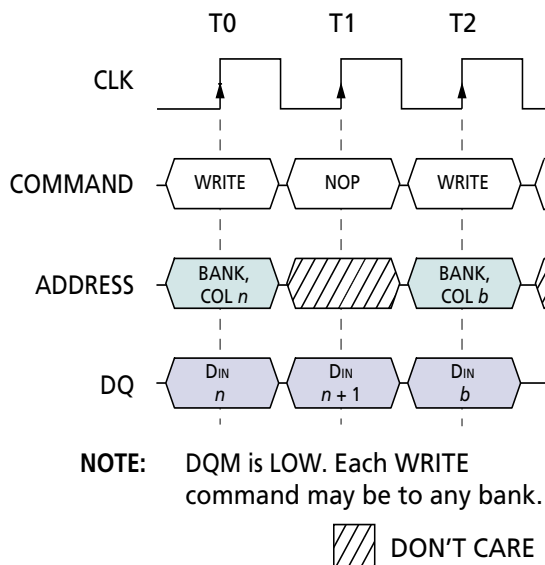 T0 T1 T2
CLK
COMMAND WRITE NOP WRITE
ADDRESS BANK, COL n BANK, COL b
DQ DIN n DIN n + 1 DIN b
NOTE: DQM is LOW. Each WRITE
command may be to any bank.
DON'T CARE